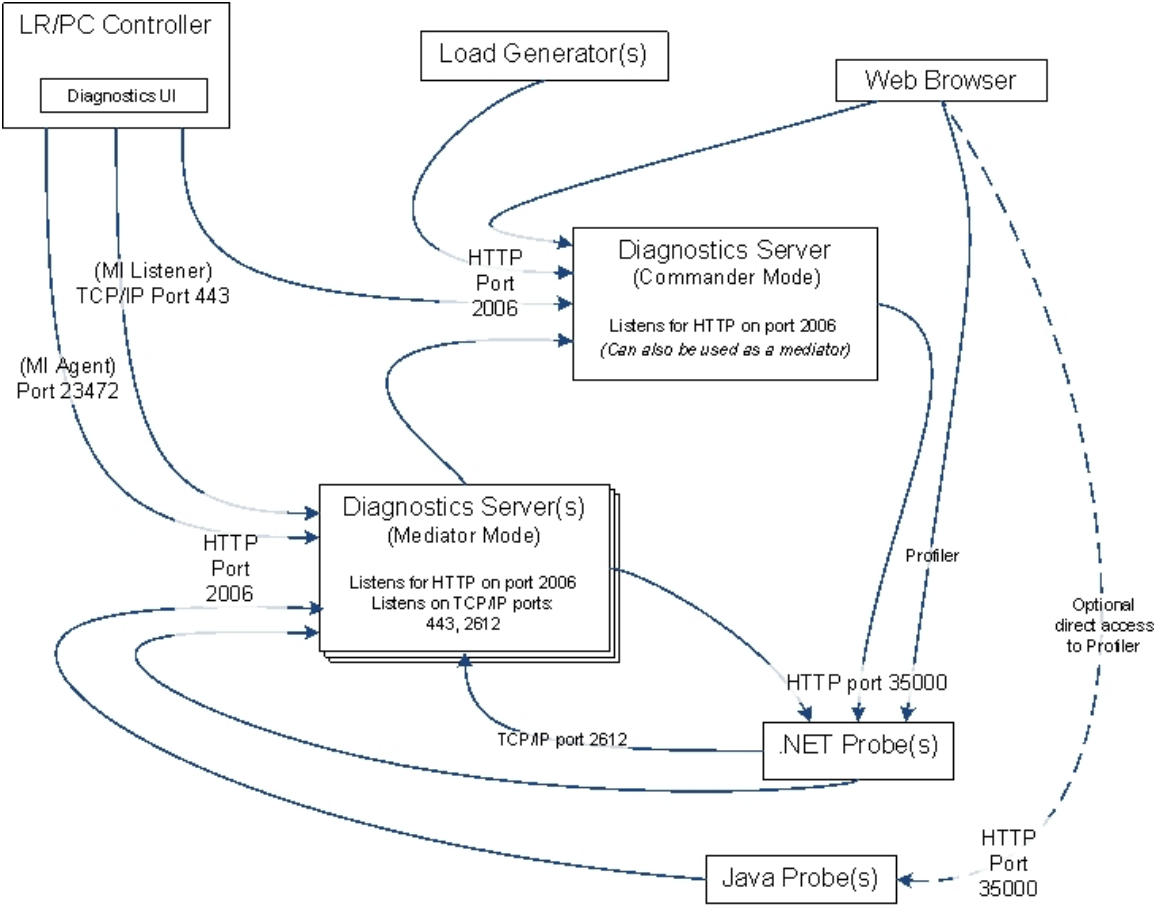 LR/PC Controller
Diagnostics UI
Load Generator(s)
Web Browser
(MI Listener)
TCP/IP Port 443
HTTP
Port
2006
Diagnostics Server
(Commander Mode)
Listens for HTTP on port 2006
(Can also be used as a mediator)
(MI Agent)
Port 23472
Diagnostics Server(s)
(Mediator Mode)
Listens for HTTP on port 2006
Listens on TCP/IP ports:
443, 2612
HTTP
Port
2006
Profiler
Optional
direct access
to Profiler
HTTP port 35000
TCP/IP port 2612
.NET Probe(s)
HTTP
Port
35000
Java Probe(s)